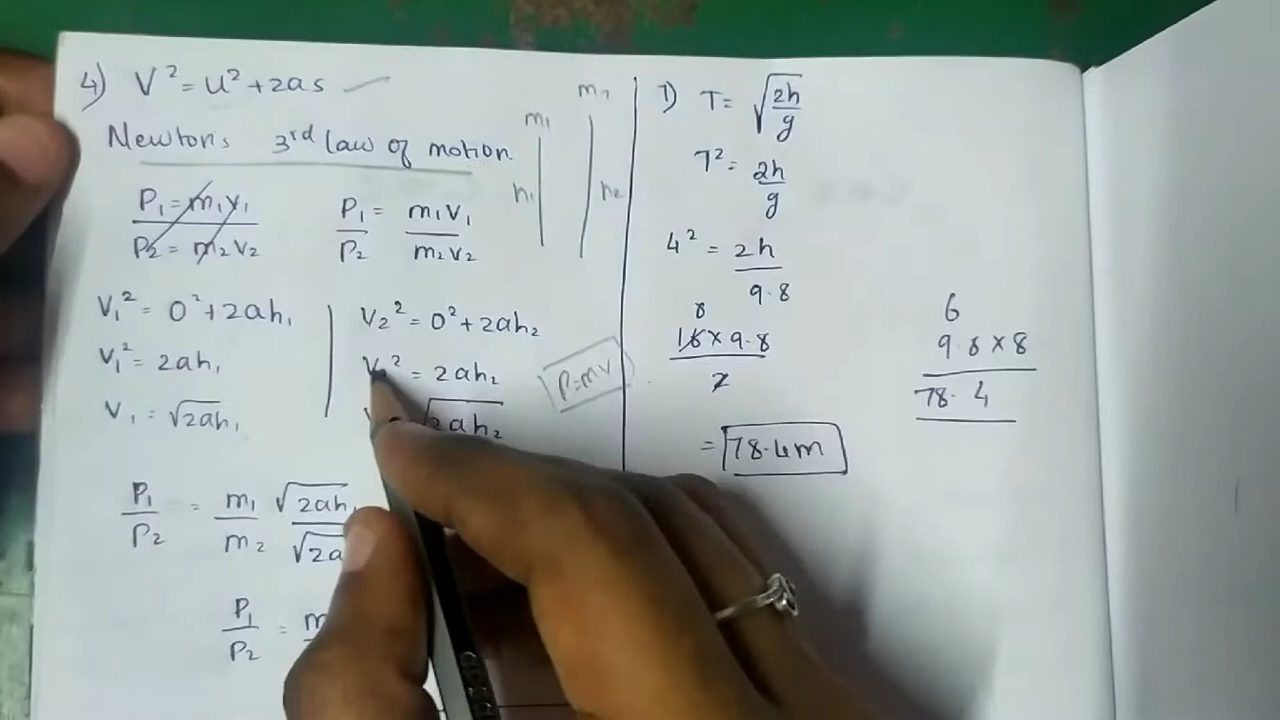 4) V² = u² + 2as
Newtons 3rd law of motion
P₁ = m₁v₁
P₂ = m₂v₂
P₁/P₂ = m₁v₁/m₂v₂
m₁
m₂
h₁
h₂
V₁² = 0² + 2ah₁
V₁² = 2ah₁
V₁ = √2ah₁
V₂² = 0² + 2ah₂
V₂² = 2ah₂
√2ah₂
P=mv
P₁/P₂ = m₁/m₂ √2ah₁/√2a
P₁/P₂ = m
1) T = √2h/g
T² = 2h/g
4² = 2h/9.8
8
16 × 9.8
2
= 78.4m
6
9.8 × 8
78.4